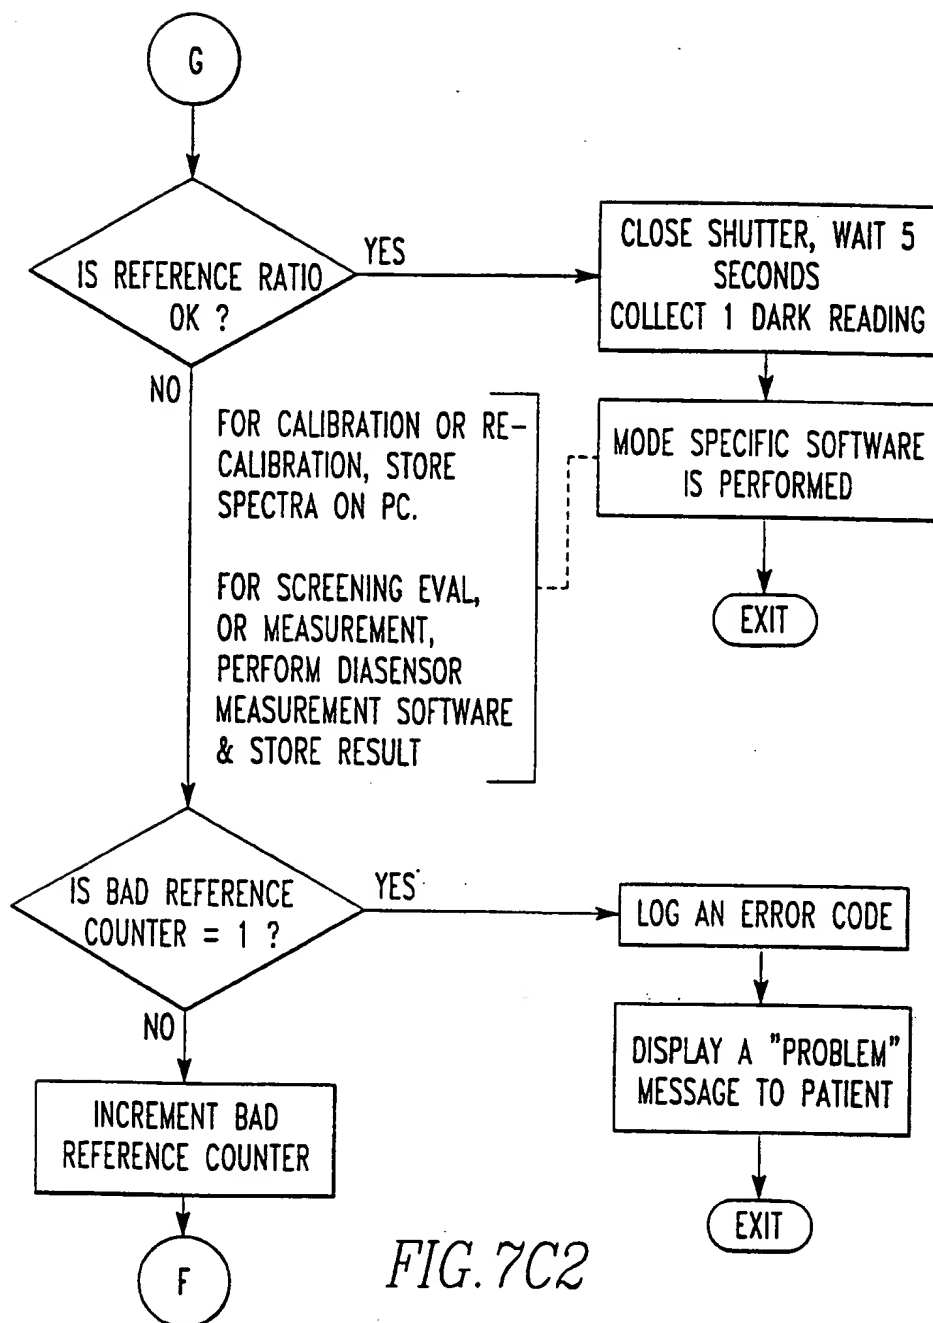 G
IS REFERENCE RATIO
OK ?
YES
CLOSE SHUTTER, WAIT 5
SECONDS
COLLECT 1 DARK READING
NO
FOR CALIBRATION OR RE-
CALIBRATION, STORE
SPECTRA ON PC.
FOR SCREENING EVAL,
OR MEASUREMENT,
PERFORM DIASENSOR
MEASUREMENT SOFTWARE
& STORE RESULT
MODE SPECIFIC SOFTWARE
IS PERFORMED
EXIT
IS BAD REFERENCE
COUNTER = 1 ?
YES
LOG AN ERROR CODE
NO
DISPLAY A "PROBLEM"
MESSAGE TO PATIENT
INCREMENT BAD
REFERENCE COUNTER
EXIT
F
FIG. 7C2